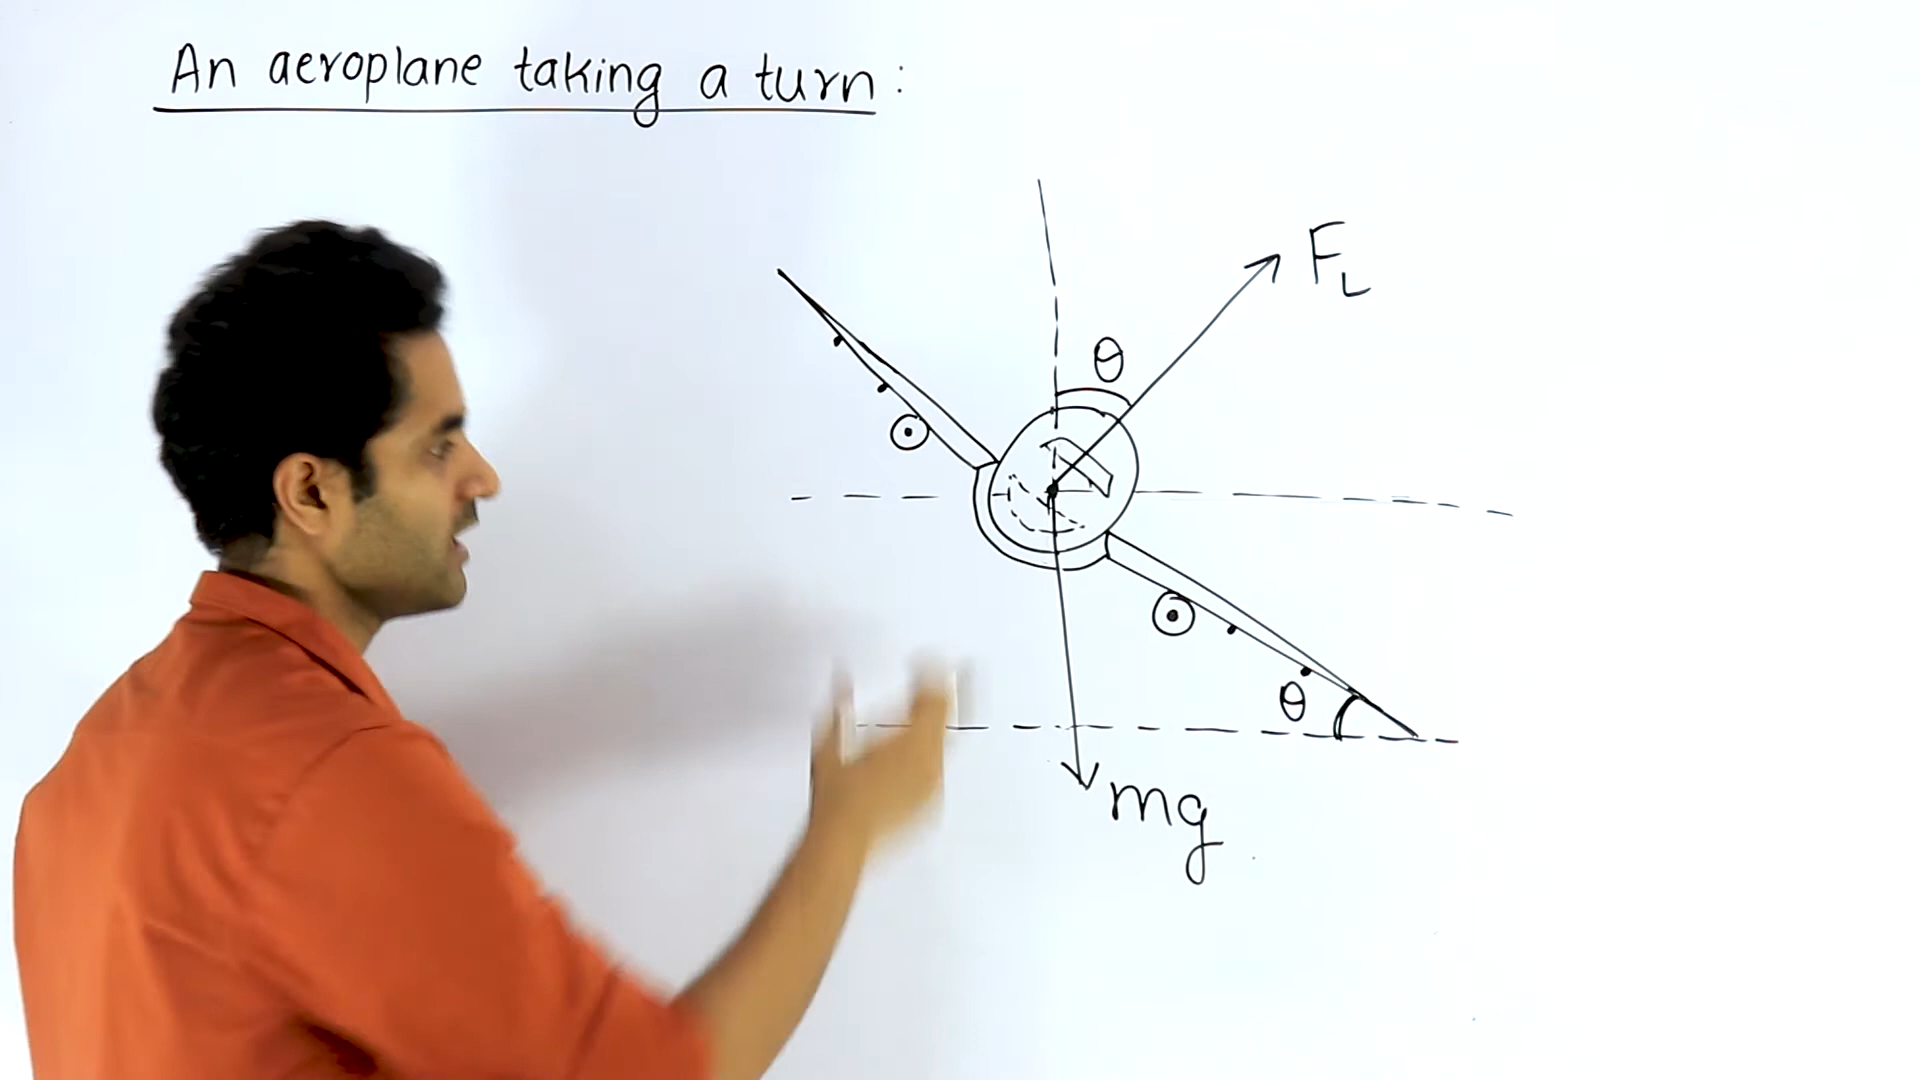 An aeroplane taking a turn:
F_L
θ
θ
mg